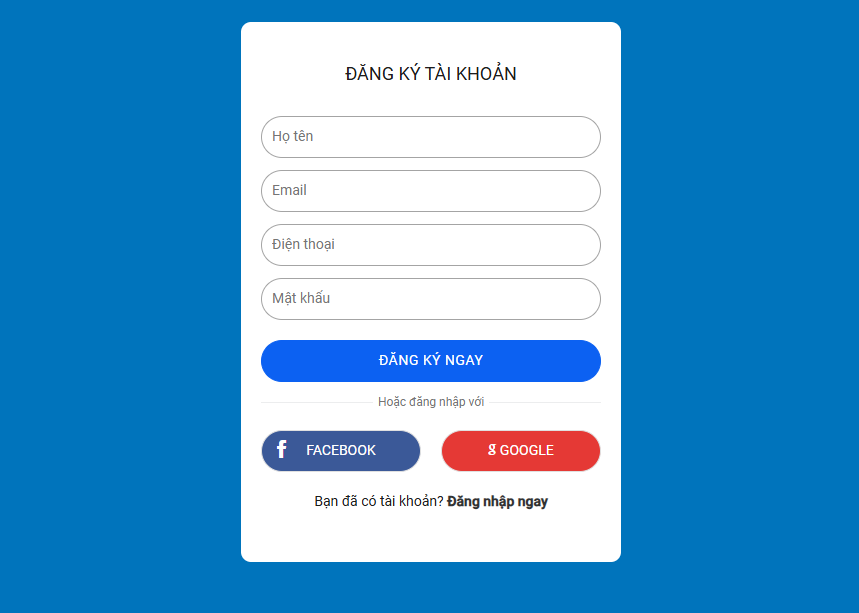 ĐĂNG KÝ TÀI KHOẢN
Họ tên
Email
Điện thoại
Mật khẩu
ĐĂNG KÝ NGAY
Hoặc đăng nhập với
f FACEBOOK
g GOOGLE
Bạn đã có tài khoản? Đăng nhập ngay